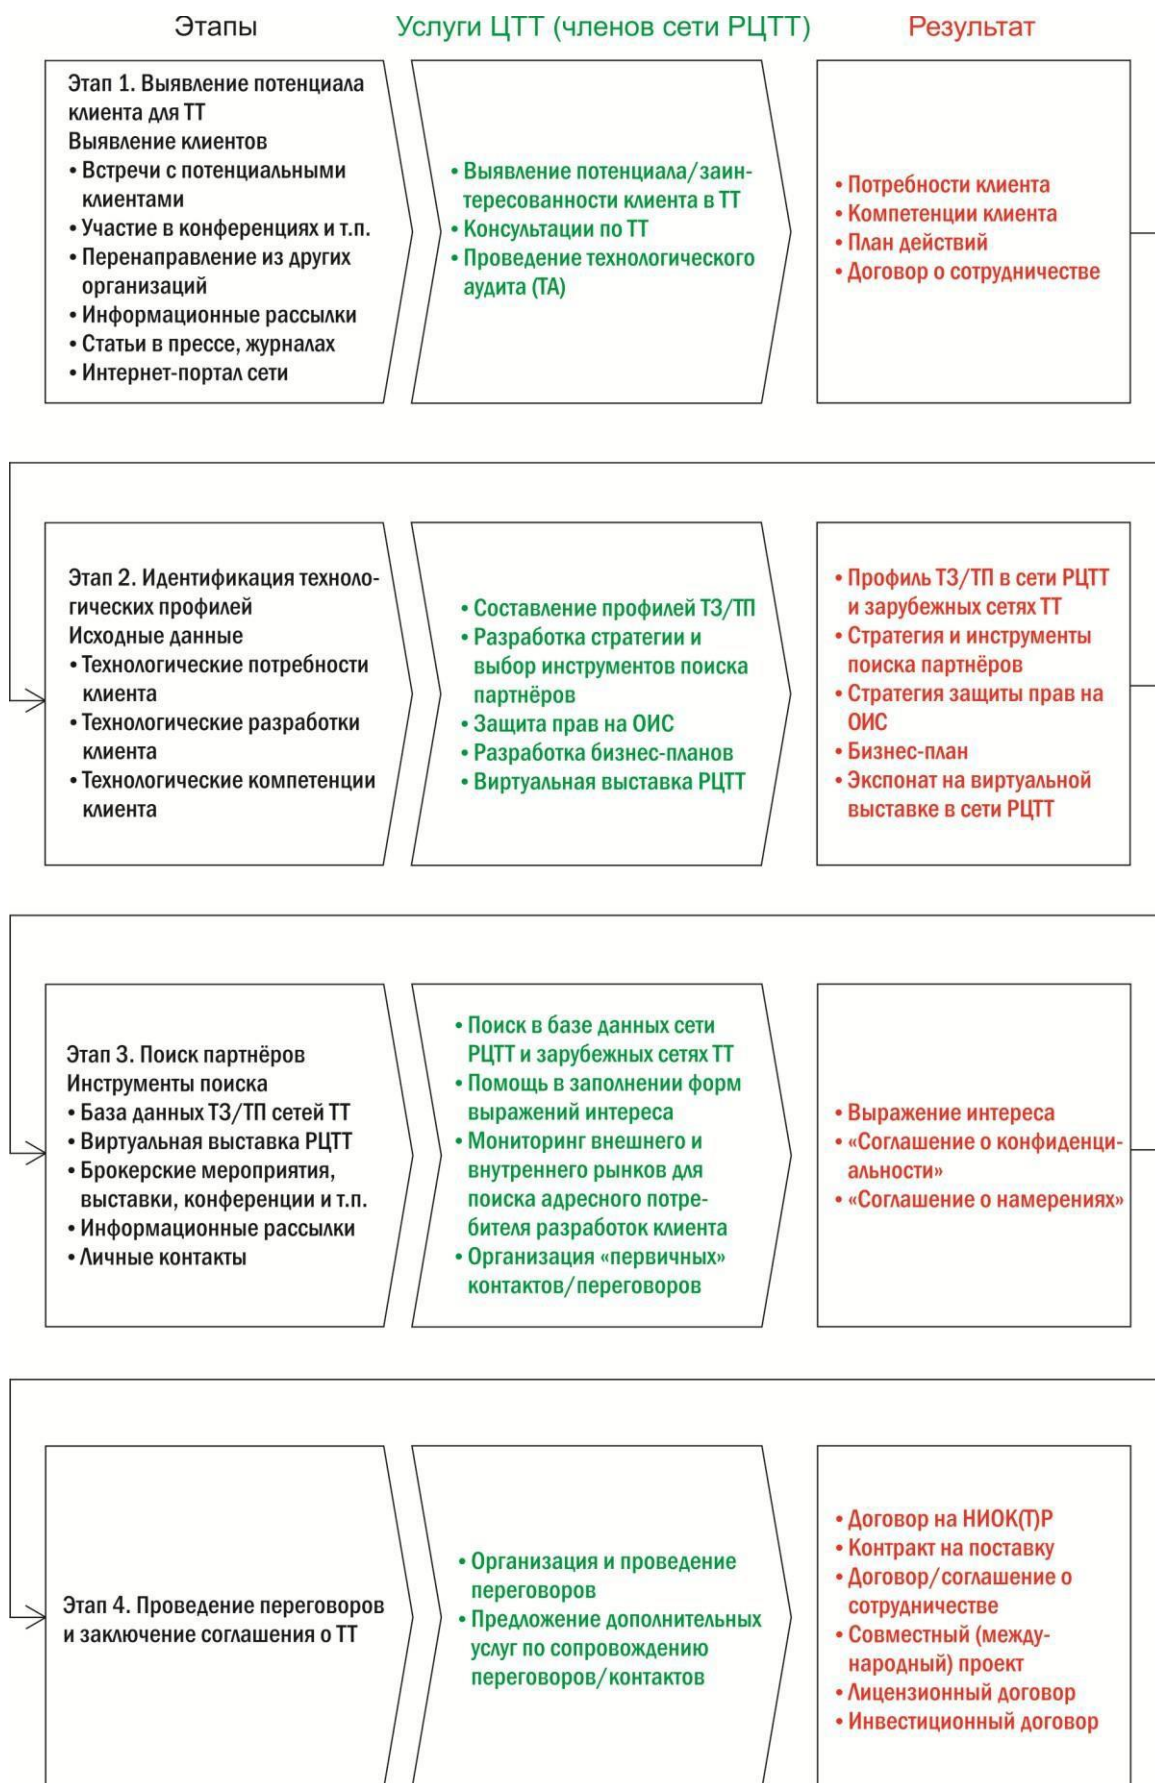 Этапы
Услуги ЦТТ (членов сети РЦТТ)
Результат
Этап 1. Выявление потенциала
клиента для ТТ
Выявление клиентов
• Встречи с потенциальными
клиентами
• Участие в конференциях и т.п.
• Перенаправление из других
организаций
• Информационные рассылки
• Статьи в прессе, журналах
• Интернет-портал сети
• Выявление потенциала/заин-
тересованности клиента в ТТ
• Консультации по ТТ
• Проведение технологического
аудита (ТА)
• Потребности клиента
• Компетенции клиента
• План действий
• Договор о сотрудничестве
Этап 2. Идентификация техноло-
гических профилей
Исходные данные
• Технологические потребности
клиента
• Технологические разработки
клиента
• Технологические компетенции
клиента
• Составление профилей ТЗ/ТП
• Разработка стратегии и
выбор инструментов поиска
партнёров
• Защита прав на ОИС
• Разработка бизнес-планов
• Виртуальная выставка РЦТТ
• Профиль ТЗ/ТП в сети РЦТТ
и зарубежных сетях ТТ
• Стратегия и инструменты
поиска партнёров
• Стратегия защиты прав на
ОИС
• Бизнес-план
• Экспонат на виртуальной
выставке в сети РЦТТ
Этап 3. Поиск партнёров
Инструменты поиска
• База данных ТЗ/ТП сетей ТТ
• Виртуальная выставка РЦТТ
• Брокерские мероприятия,
выставки, конференции и т.п.
• Информационные рассылки
• Личные контакты
• Поиск в базе данных сети
РЦТТ и зарубежных сетях ТТ
• Помощь в заполнении форм
выражений интереса
• Мониторинг внешнего и
внутреннего рынков для
поиска адресного потре-
бителя разработок клиента
• Организация «первичных»
контактов/переговоров
• Выражение интереса
• «Соглашение о конфиденци-
альности»
• «Соглашение о намерениях»
Этап 4. Проведение переговоров
и заключение соглашения о ТТ
• Организация и проведение
переговоров
• Предложение дополнительных
услуг по сопровождению
переговоров/контактов
• Договор на НИОК(Т)Р
• Контракт на поставку
• Договор/соглашение о
сотрудничестве
• Совместный (между-
народный) проект
• Лицензионный договор
• Инвестиционный договор